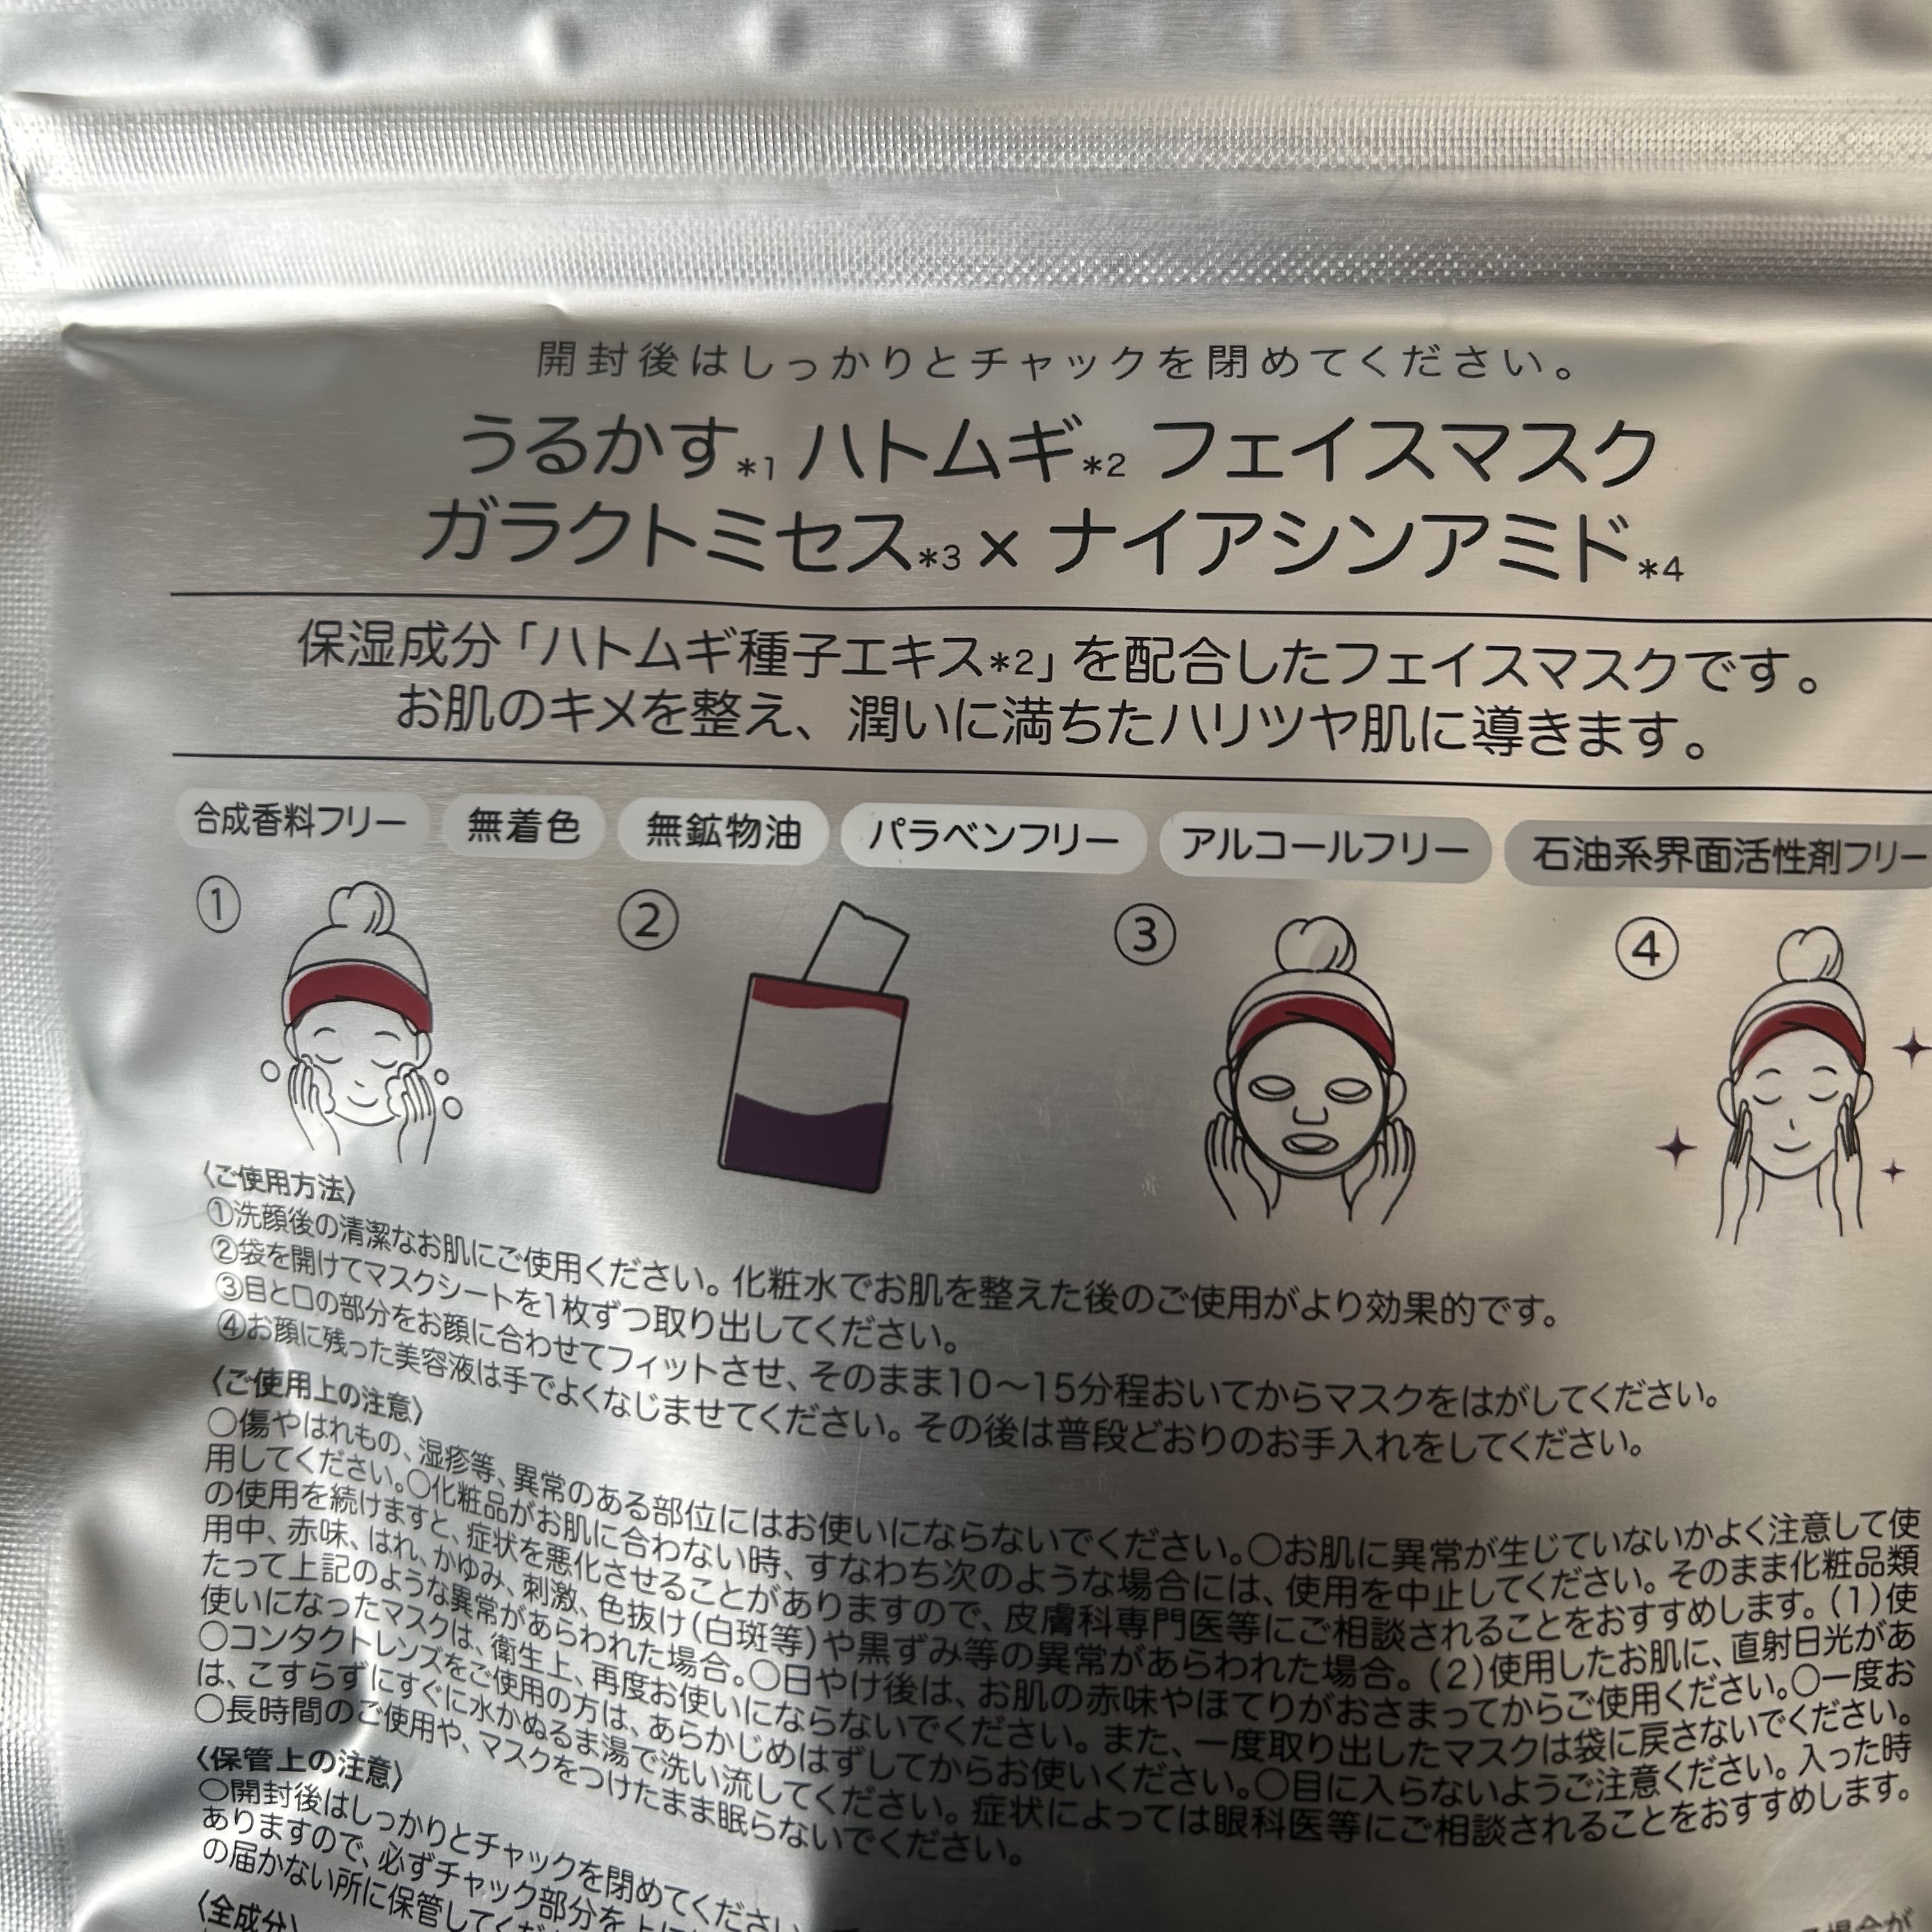 開封後はしっかりとチャックを閉めてください。
うるかす*1 ハトムギ*2 フェイスマスク
ガラクトミセス*3 × ナイアシンアミド*4
保湿成分「ハトムギ種子エキス*2」を配合したフェイスマスクです。
お肌のキメを整え、潤いに満ちたハリツヤ肌に導きます。
合成香料フリー 無着色 無鉱物油 パラベンフリー アルコールフリー 石油系界面活性剤フリー
① ② ③ ④
〈ご使用方法〉
①洗顔後の清潔なお肌にご使用ください。化粧水でお肌を整えた後のご使用がより効果的です。
②袋を開けてマスクシートを1枚ずつ取り出してください。
③目と口の部分をお顔に合わせてフィットさせ、そのまま10〜15分程おいてからマスクをはがしてください。
④お顔に残った美容液は手でよくなじませてください。その後は普段どおりのお手入れをしてください。
〈ご使用上の注意〉
○傷やはれもの、湿疹等、異常のある部位にはお使いにならないでください。○お肌に異常が生じていないかよく注意して使
用してください。○化粧品がお肌に合わない時、すなわち次のような場合には、使用を中止してください。そのまま化粧品類
の使用を続けますと、症状を悪化させることがありますので、皮膚科専門医等にご相談されることをおすすめします。(1)使
用中、赤味、はれ、かゆみ、刺激、色抜け(白斑等)や黒ずみ等の異常があらわれた場合。(2)使用したお肌に、直射日光があ
たって上記のような異常があらわれた場合。○日やけ後は、お肌の赤味やほてりがおさまってからご使用ください。○一度お
使いになったマスクは、衛生上、再度お使いにならないでください。また、一度取り出したマスクは袋に戻さないでください。
○コンタクトレンズをご使用の方は、あらかじめはずしてからお使いください。○目に入らないようご注意ください。入った時
は、こすらずにすぐに水かぬるま湯で洗い流してください。症状によっては眼科医等にご相談されることをおすすめします。
○長時間のご使用や、マスクをつけたまま眠らないでください。
〈保管上の注意〉
○開封後はしっかりとチャックを閉めてください
ありますので、必ずチャック部分を上に 場合が
の届かない所に保管してくだ
〈全成分〉